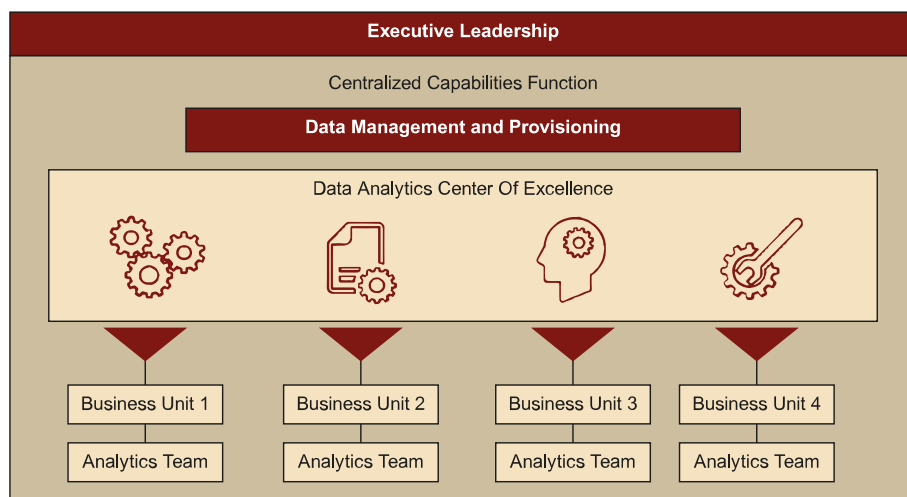 Executive Leadership
Centralized Capabilities Function
Data Management and Provisioning
Data Analytics Center Of Excellence
Business Unit 1
Business Unit 2
Business Unit 3
Business Unit 4
Analytics Team
Analytics Team
Analytics Team
Analytics Team